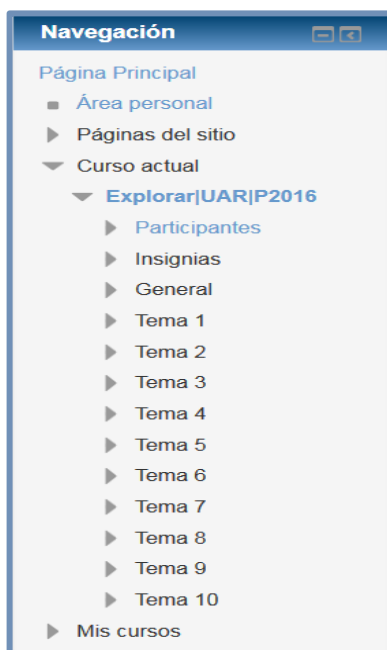 Navegación
Página Principal
Área personal
Páginas del sitio
Curso actual
Explorar|UAR|P2016
Participantes
Insignias
General
Tema 1
Tema 2
Tema 3
Tema 4
Tema 5
Tema 6
Tema 7
Tema 8
Tema 9
Tema 10
Mis cursos